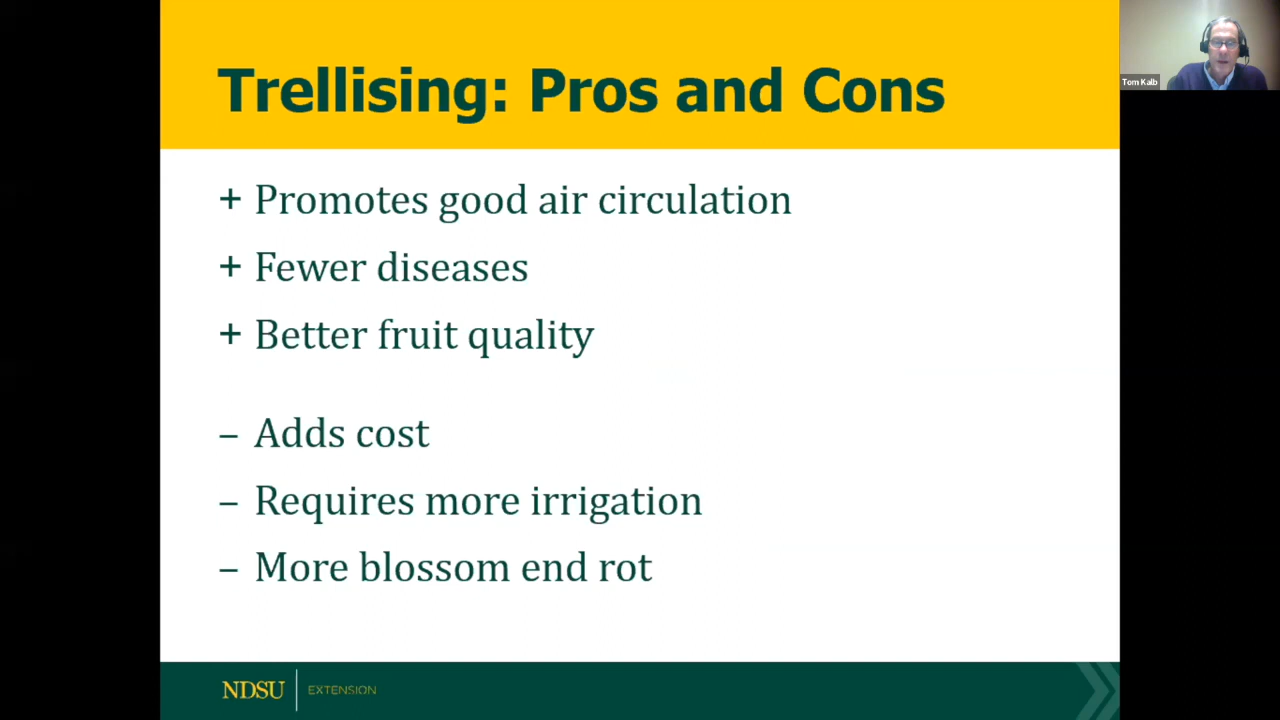 Trellising: Pros and Cons
Tom Kalb
+ Promotes good air circulation
+ Fewer diseases
+ Better fruit quality
– Adds cost
– Requires more irrigation
– More blossom end rot
NDSU EXTENSION